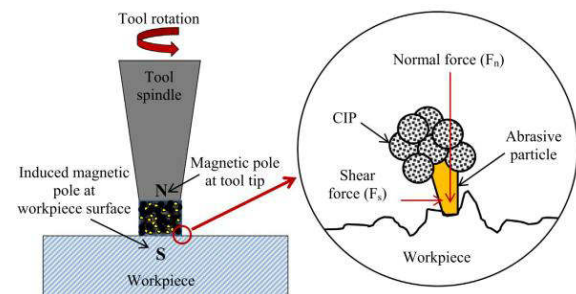 Tool rotation
Tool
spindle
Induced magnetic
pole at
workpiece surface
N
Magnetic pole
at tool tip
S
Workpiece
Normal force (Fₙ)
CIP
Abrasive
particle
Shear
force (Fₛ)
Workpiece